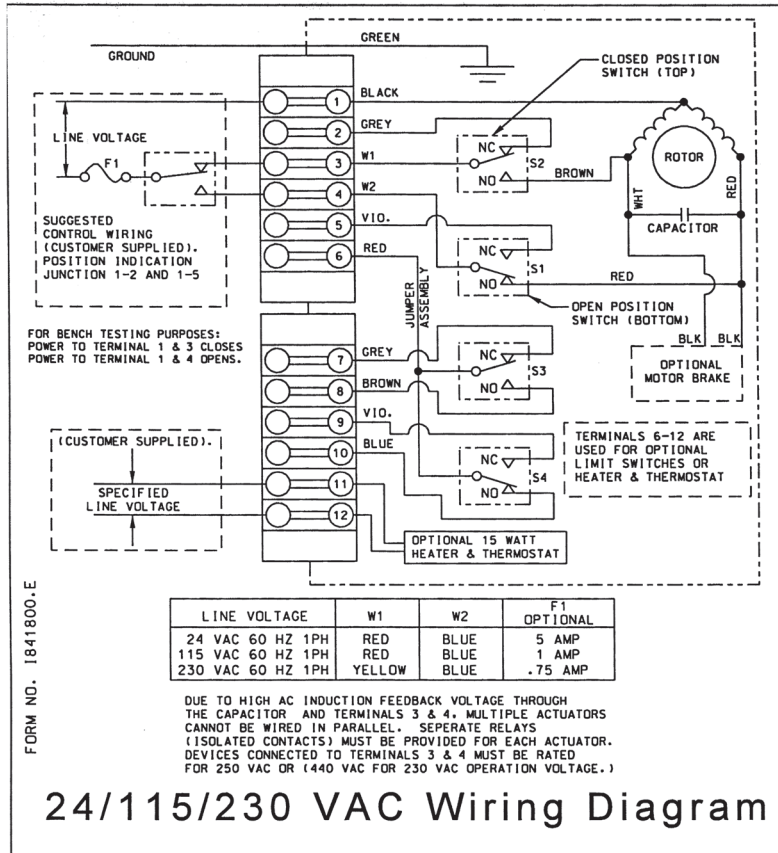 GREEN
GROUND
CLOSED POSITION
SWITCH (TOP)
1
BLACK
2
GREY
LINE VOLTAGE
F1
3
W1
NC
S2
NO
BROWN
ROTOR
4
W2
WHT
RED
CAPACITOR
5
VIO.
6
RED
SUGGESTED
CONTROL WIRING
(CUSTOMER SUPPLIED).
POSITION INDICATION
JUNCTION 1-2 AND 1-5
NC
S1
NO
RED
JUMPER
ASSEMBLY
OPEN POSITION
SWITCH (BOTTOM)
FOR BENCH TESTING PURPOSES:
POWER TO TERMINAL 1 & 3 CLOSES
POWER TO TERMINAL 1 & 4 OPENS.
BLK
BLK
OPTIONAL
MOTOR BRAKE
7
GREY
NC
S3
NO
8
BROWN
9
VIO.
10
BLUE
NC
S4
NO
TERMINALS 6-12 ARE
USED FOR OPTIONAL
LIMIT SWITCHES OR
HEATER & THERMOSTAT
(CUSTOMER SUPPLIED).
SPECIFIED
LINE VOLTAGE
11
12
OPTIONAL 15 WATT
HEATER & THERMOSTAT
FORM NO. I841800.E
LINE VOLTAGE W1 W2 F1 OPTIONAL
24 VAC 60 HZ 1PH RED BLUE 5 AMP
115 VAC 60 HZ 1PH RED BLUE 1 AMP
230 VAC 60 HZ 1PH YELLOW BLUE .75 AMP
DUE TO HIGH AC INDUCTION FEEDBACK VOLTAGE THROUGH
THE CAPACITOR AND TERMINALS 3 & 4. MULTIPLE ACTUATORS
CANNOT BE WIRED IN PARALLEL. SEPERATE RELAYS
(ISOLATED CONTACTS) MUST BE PROVIDED FOR EACH ACTUATOR.
DEVICES CONNECTED TO TERMINALS 3 & 4 MUST BE RATED
FOR 250 VAC OR (440 VAC FOR 230 VAC OPERATION VOLTAGE.)
24/115/230 VAC Wiring Diagram